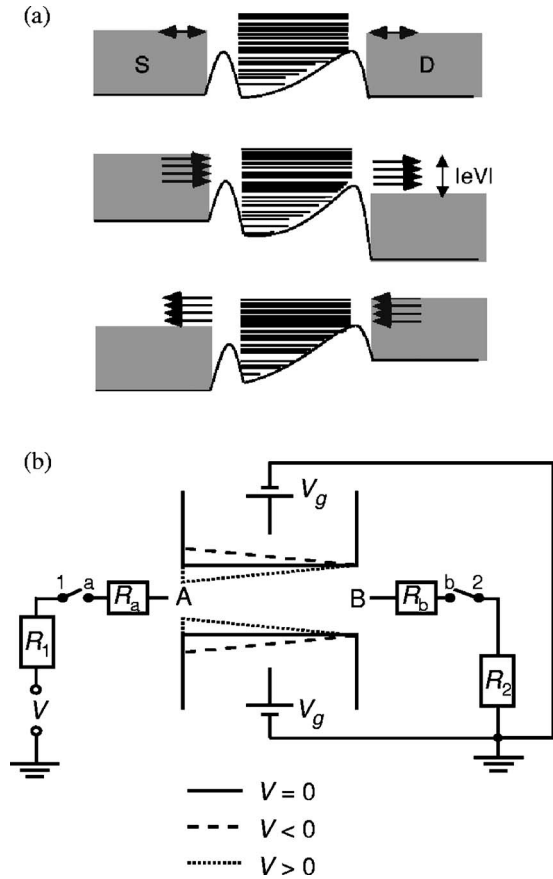 (a)
S
D
|eV|
(b)
V_g
1
a
R_a
A
B
R_b
b
2
R_1
V
R_2
V_g
V = 0
V < 0
V > 0